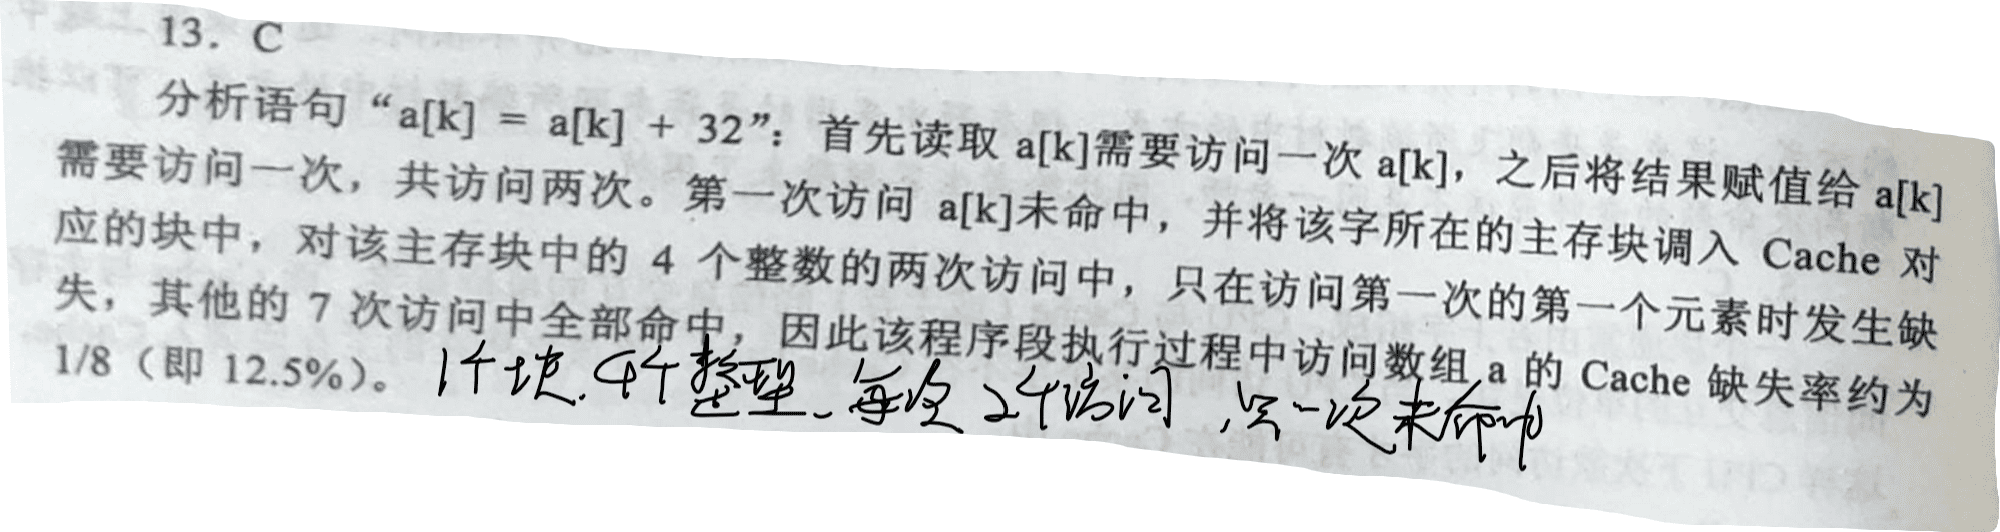 13. C
分析语句“a[k] = a[k] + 32”：首先读取 a[k]需要访问一次 a[k]，之后将结果赋值给 a[k]
需要访问一次，共访问两次。第一次访问 a[k]未命中，并将该字所在的主存块调入 Cache 对
应的块中，对该主存块中的 4 个整数的两次访问中，只在访问第一次的第一个元素时发生缺
失，其他的 7 次访问中全部命中，因此该程序段执行过程中访问数组 a 的 Cache 缺失率约为
1/8（即 12.5%）。
1个块. 4个整型、每次2个访问，只一次未命中